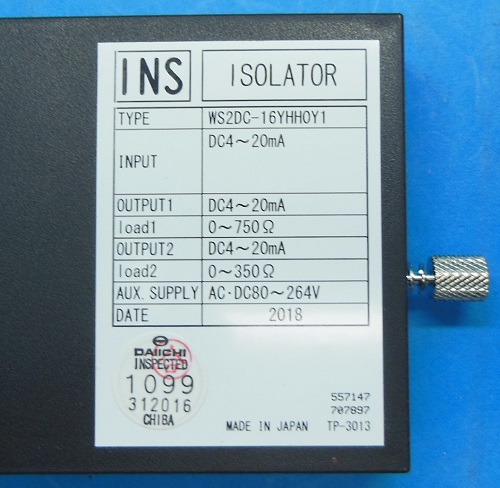 INS ISOLATOR
TYPE WS2DC-16YHHOY1
INPUT DC4～20mA
OUTPUT1 DC4～20mA
load1 0～750Ω
OUTPUT2 DC4～20mA
load2 0～350Ω
AUX. SUPPLY AC·DC80～264V
DATE 2018
DAIICHI
INSPECTED
1099
312016
CHIBA
557147
707897
MADE IN JAPAN TP-3013